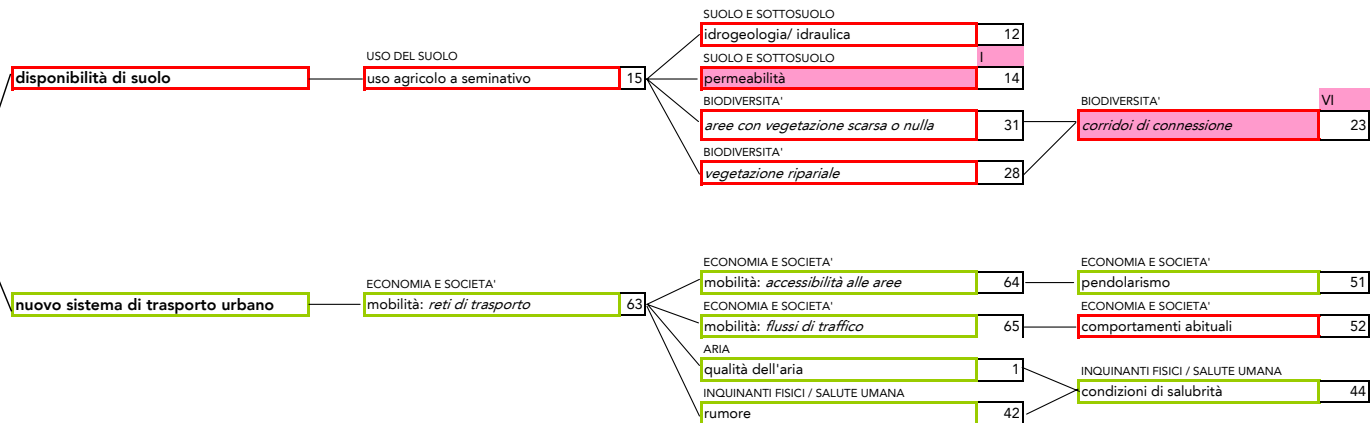 SUOLO E SOTTOSUOLO
idrogeologia/ idraulica 12
USO DEL SUOLO
SUOLO E SOTTOSUOLO I
disponibilità di suolo
uso agricolo a seminativo 15
permeabilità 14
BIODIVERSITA'
BIODIVERSITA' VI
aree con vegetazione scarsa o nulla 31
corridoi di connessione 23
BIODIVERSITA'
vegetazione ripariale 28
ECONOMIA E SOCIETA'
ECONOMIA E SOCIETA'
mobilità: accessibilità alle aree 64
pendolarismo 51
ECONOMIA E SOCIETA'
nuovo sistema di trasporto urbano
mobilità: reti di trasporto 63
ECONOMIA E SOCIETA'
ECONOMIA E SOCIETA'
mobilità: flussi di traffico 65
comportamenti abituali 52
ARIA
qualità dell'aria 1
INQUINANTI FISICI / SALUTE UMANA
condizioni di salubrità 44
INQUINANTI FISICI / SALUTE UMANA
rumore 42